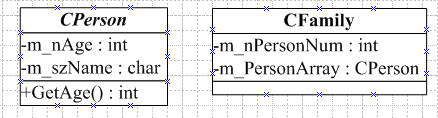 CPerson
-m_nAge : int
-m_szName : char
+GetAge() : int
CFamily
-m_nPersonNum : int
-m_PersonArray : CPerson